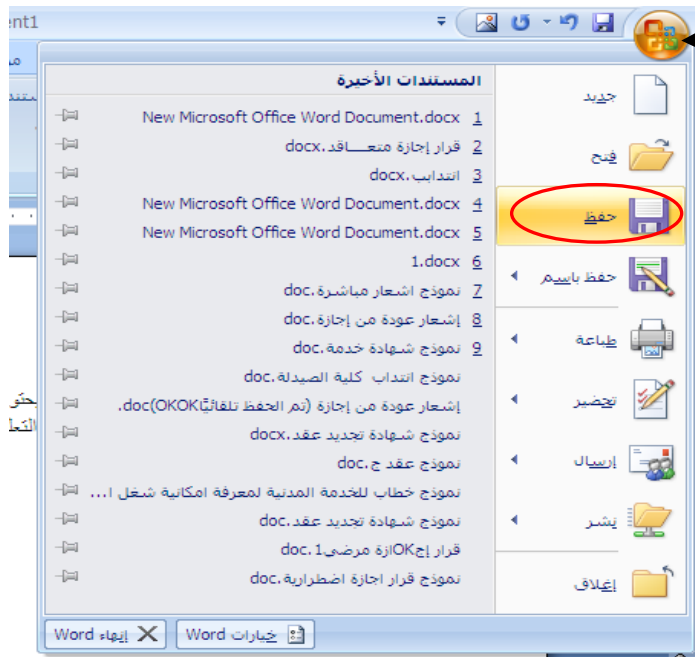 ent1
المستندات الأخيرة
1 New Microsoft Office Word Document.docx
2 قرار إجازة متعـــاقد.docx
3 انتدابب.docx
4 New Microsoft Office Word Document.docx
5 New Microsoft Office Word Document.docx
6 1.docx
7 نموذج اشعار مباشرة.doc
8 إشعار عودة من إجازة.doc
9 نموذج شهادة خدمة.doc
نموذج انتداب كلية الصيدلة.doc
إشعار عودة من إجازة (تم الحفظ تلقائيًاOKOK)doc.
نموذج شهادة تجديد عقد.docx
نموذج عقد ج.doc
نموذج خطاب للخدمة المدنية لمعرفة امكانية شغل ا...
نموذج شهادة تجديد عقد.doc
قرار إجOKازة مرضى1.doc
نموذج قرار اجازة اضطرارية.doc
جديد
فتح
حفظ
حفظ باسم
طباعة
تحضير
إرسال
نشر
إغلاق
خيارات Word
إنهاء Word